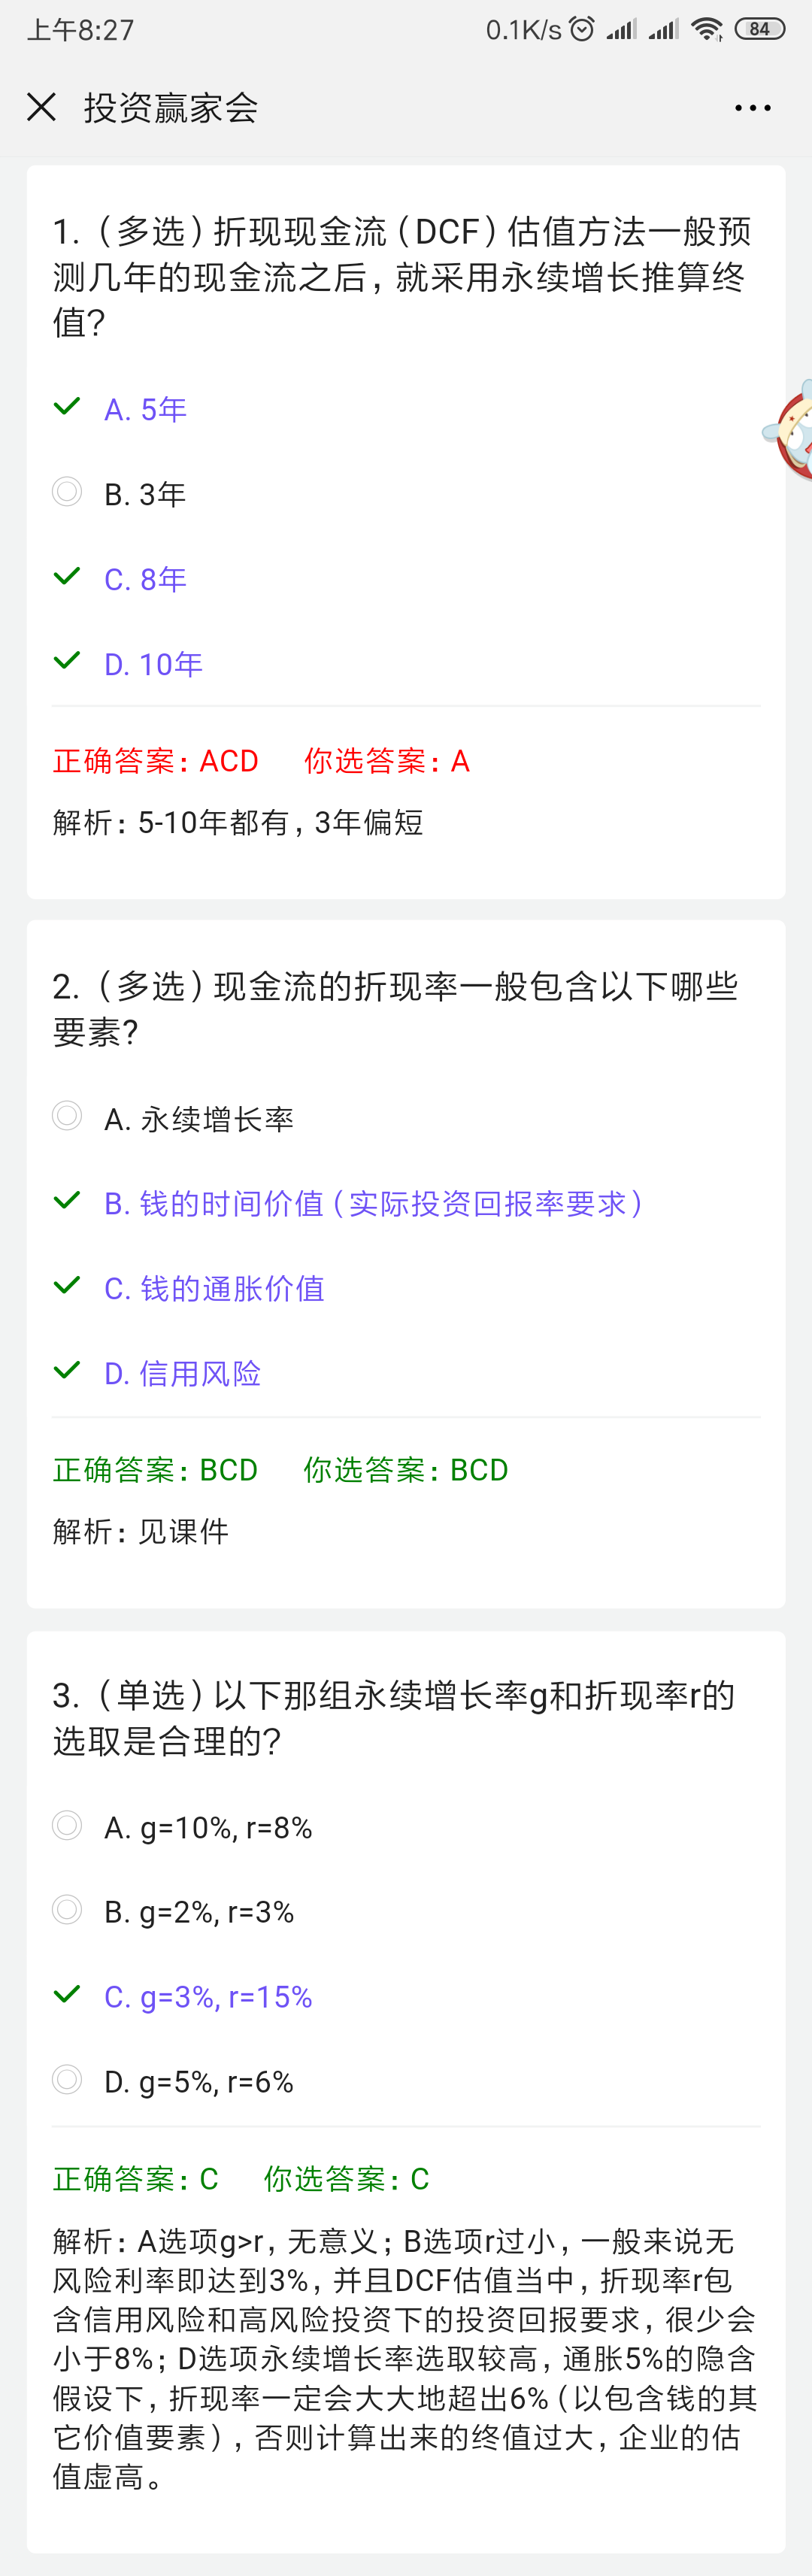 上午8:27
0.1K/s
84
投资赢家会
1.（多选）折现现金流（DCF）估值方法一般预
测几年的现金流之后，就采用永续增长推算终
值?
A. 5年
B. 3年
C. 8年
D. 10年
正确答案：ACD 你选答案：A
解析：5-10年都有，3年偏短
2.（多选）现金流的折现率一般包含以下哪些
要素?
A. 永续增长率
B. 钱的时间价值（实际投资回报率要求）
C. 钱的通胀价值
D. 信用风险
正确答案：BCD 你选答案：BCD
解析：见课件
3.（单选）以下那组永续增长率g和折现率r的
选取是合理的?
A. g=10%, r=8%
B. g=2%, r=3%
C. g=3%, r=15%
D. g=5%, r=6%
正确答案：C 你选答案：C
解析：A选项g>r，无意义；B选项r过小，一般来说无
风险利率即达到3%，并且DCF估值当中，折现率r包
含信用风险和高风险投资下的投资回报要求，很少会
小于8%；D选项永续增长率选取较高，通胀5%的隐含
假设下，折现率一定会大大地超出6%（以包含钱的其
它价值要素），否则计算出来的终值过大，企业的估
值虚高。